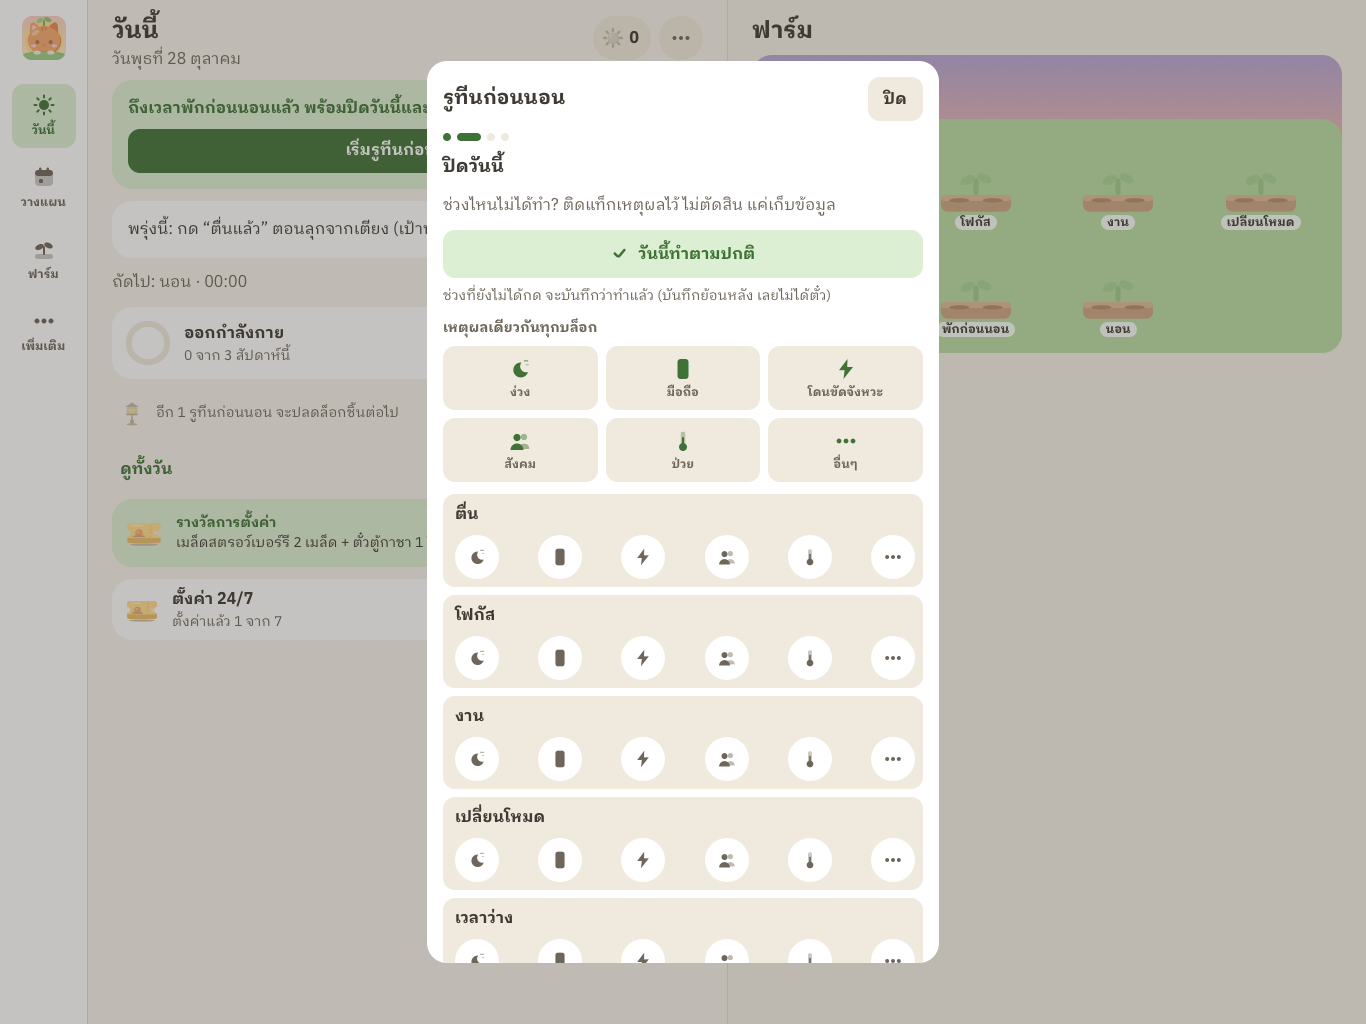 วันนี้
วางแผน
ฟาร์ม
เพิ่มเติม
วันนี้
วันพุธที่ 28 ตุลาคม
0
ถึงเวลาพักก่อนนอนแล้ว พร้อมปิดวันนี้และ
เริ่มรูทีนก่อน
พรุ่งนี้: กด “ตื่นแล้ว” ตอนลุกจากเตียง (เป้า
ถัดไป: นอน · 00:00
ออกกำลังกาย
0 จาก 3 สัปดาห์นี้
อีก 1 รูทีนก่อนนอน จะปลดล็อกชิ้นต่อไป
ดูทั้งวัน
รางวัลการตั้งค่า
เมล็ดสตรอว์เบอร์รี 2 เมล็ด + ตั๋วตู้กาชา 1
ตั้งค่า 24/7
ตั้งค่าแล้ว 1 จาก 7
รูทีนก่อนนอน
ปิด
ปิดวันนี้
ช่วงไหนไม่ได้ทำ? ติดแท็กเหตุผลไว้ ไม่ตัดสิน แค่เก็บข้อมูล
วันนี้ทำตามปกติ
ช่วงที่ยังไม่ได้กด จะบันทึกว่าทำแล้ว (บันทึกย้อนหลัง เลยไม่ได้ตั๋ว)
เหตุผลเดียวกันทุกบล็อก
ง่วง
มือถือ
โดนขัดจังหวะ
สังคม
ป่วย
อื่นๆ
ตื่น
โฟกัส
งาน
เปลี่ยนโหมด
เวลาว่าง
ฟาร์ม
โฟกัส
งาน
เปลี่ยนโหมด
พักก่อนนอน
นอน